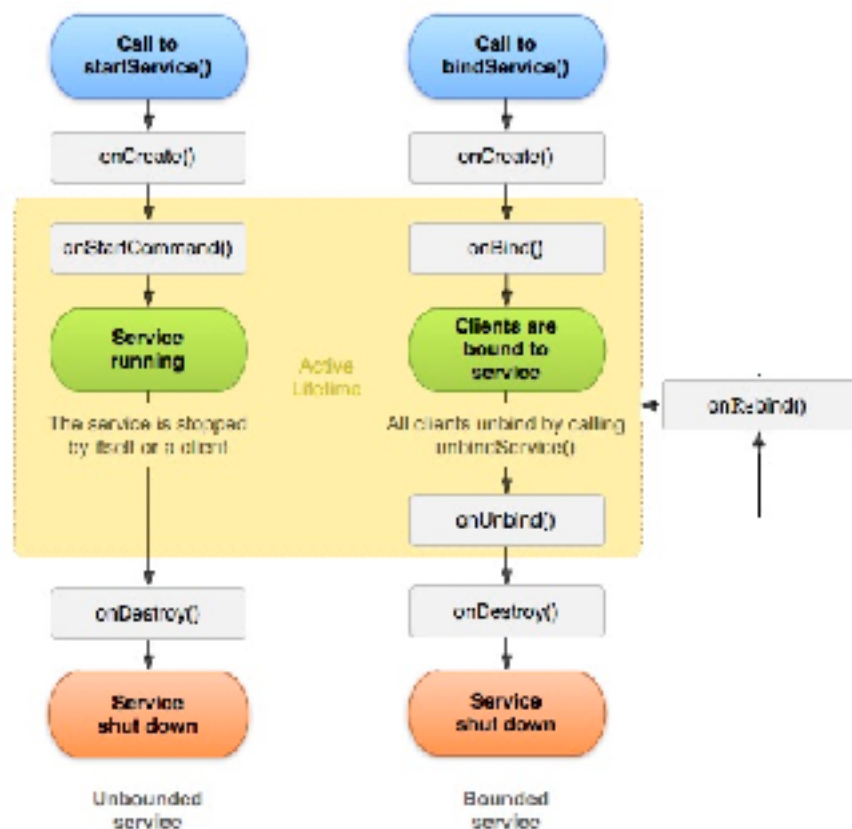 Call to
startService()
onCreate()
onStartCommand()
Service
running
The service is stopped
by itself or a client
onDestroy()
Service
shut down
Unbounded
service
Active
Lifetime
Call to
bindService()
onCreate()
onBind()
Clients are
bound to
service
All clients unbind by calling
unbindService()
onUnbind()
onDestroy()
Service
shut down
Bounded
service
onRebind()